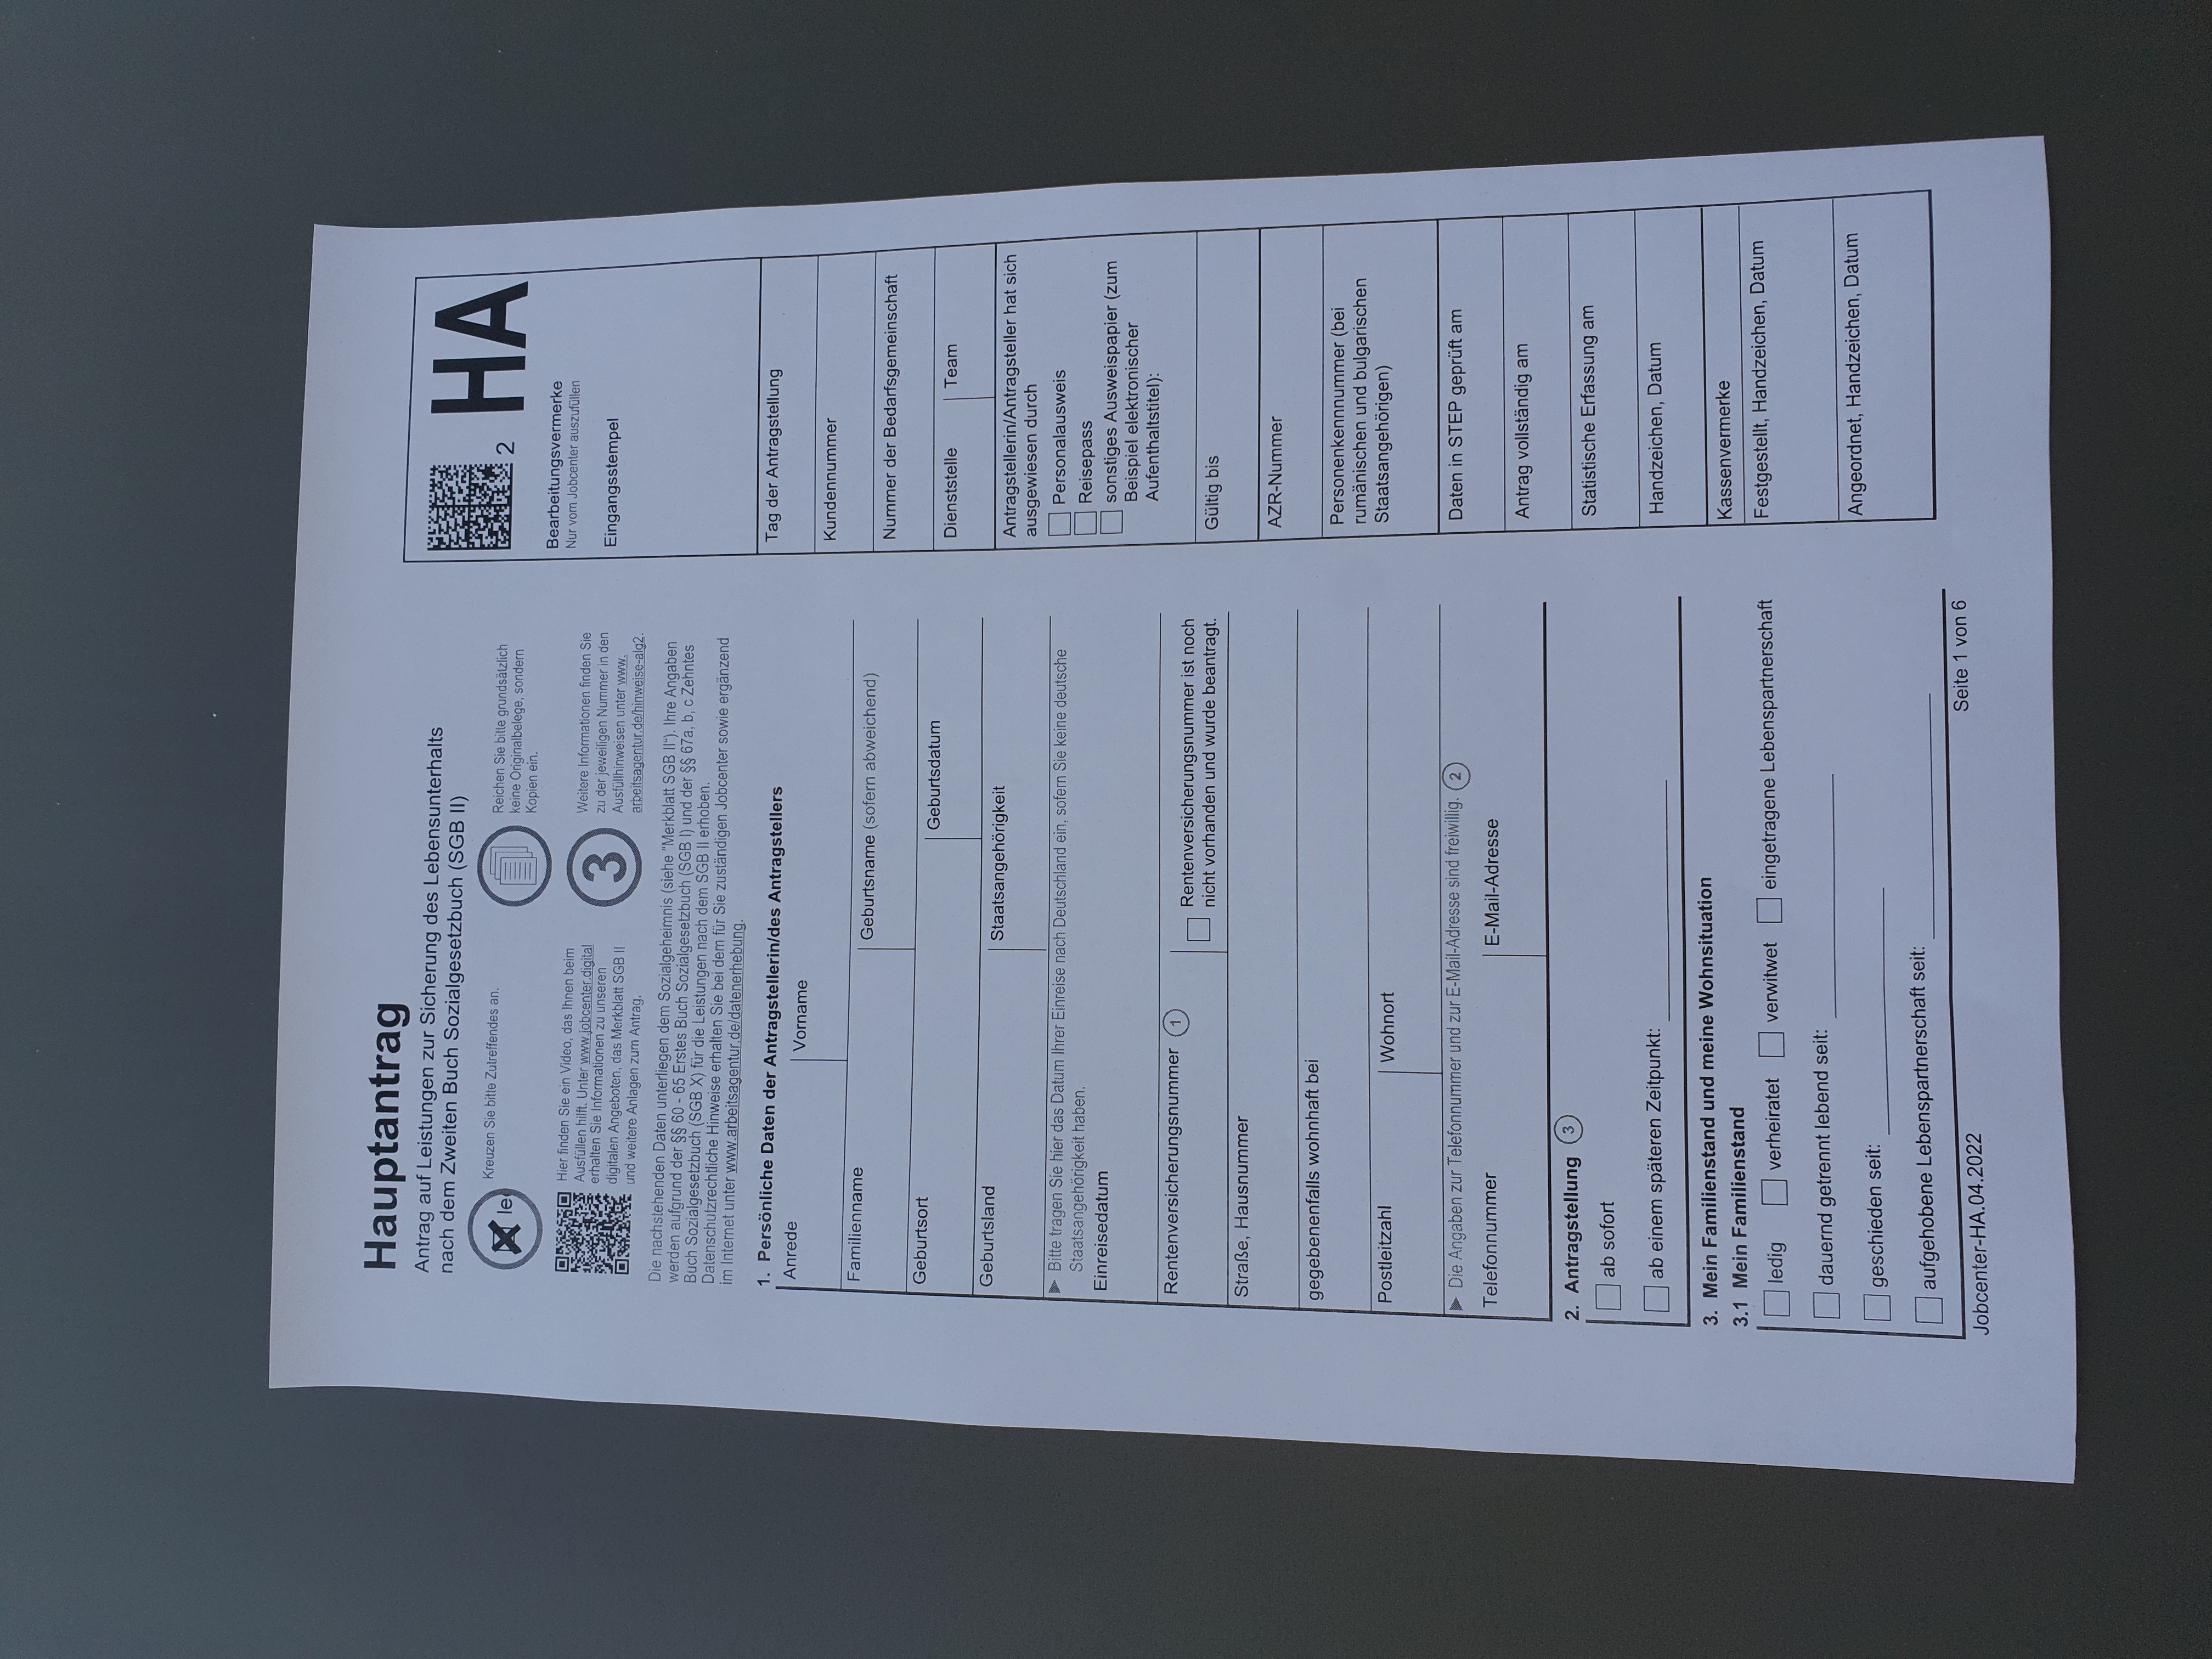 Hauptantrag
Antrag auf Leistungen zur Sicherung des Lebensunterhalts
nach dem Zweiten Buch Sozialgesetzbuch (SGB II)
le
Kreuzen Sie bitte Zutreffendes an.
Reichen Sie bitte grundsätzlich
keine Originalbelege, sondern
Kopien ein.
Hier finden Sie ein Video, das Ihnen beim
Ausfüllen hilft. Unter www.jobcenter.digital
erhalten Sie Informationen zu unseren
digitalen Angeboten, das Merkblatt SGB II
und weitere Anlagen zum Antrag.
3
Weitere Informationen finden Sie
zu der jeweiligen Nummer in den
Ausfüllhinweisen unter www.
arbeitsagentur.de/hinweise-alg2.
Die nachstehenden Daten unterliegen dem Sozialgeheimnis (siehe "Merkblatt SGB II"). Ihre Angaben
werden aufgrund der §§ 60 - 65 Erstes Buch Sozialgesetzbuch (SGB I) und der §§ 67a, b, c Zehntes
Buch Sozialgesetzbuch (SGB X) für die Leistungen nach dem SGB II erhoben.
Datenschutzrechtliche Hinweise erhalten Sie bei dem für Sie zuständigen Jobcenter sowie ergänzend
im Internet unter www.arbeitsagentur.de/datenerhebung.
1. Persönliche Daten der Antragstellerin/des Antragstellers
Anrede
Vorname
Familienname
Geburtsname (sofern abweichend)
Geburtsort
Geburtsdatum
Geburtsland
Staatsangehörigkeit
Bitte tragen Sie hier das Datum Ihrer Einreise nach Deutschland ein, sofern Sie keine deutsche
Staatsangehörigkeit haben.
Einreisedatum
Rentenversicherungsnummer 1
Rentenversicherungsnummer ist noch
nicht vorhanden und wurde beantragt.
Straße, Hausnummer
gegebenenfalls wohnhaft bei
Postleitzahl
Wohnort
Die Angaben zur Telefonnummer und zur E-Mail-Adresse sind freiwillig. 2
Telefonnummer
E-Mail-Adresse
2. Antragstellung 3
ab sofort
ab einem späteren Zeitpunkt:
3. Mein Familienstand und meine Wohnsituation
3.1 Mein Familienstand
ledig verheiratet verwitwet eingetragene Lebenspartnerschaft
dauernd getrennt lebend seit:
geschieden seit:
aufgehobene Lebenspartnerschaft seit:
Jobcenter-HA.04.2022
Seite 1 von 6
2 HA
Bearbeitungsvermerke
Nur vom Jobcenter auszufüllen
Eingangsstempel
Tag der Antragstellung
Kundennummer
Nummer der Bedarfsgemeinschaft
Dienststelle
Team
Antragstellerin/Antragsteller hat sich
ausgewiesen durch
Personalausweis
Reisepass
sonstiges Ausweispapier (zum
Beispiel elektronischer
Aufenthaltstitel):
Gültig bis
AZR-Nummer
Personenkennnummer (bei
rumänischen und bulgarischen
Staatsangehörigen)
Daten in STEP geprüft am
Antrag vollständig am
Statistische Erfassung am
Handzeichen, Datum
Kassenvermerke
Festgestellt, Handzeichen, Datum
Angeordnet, Handzeichen, Datum